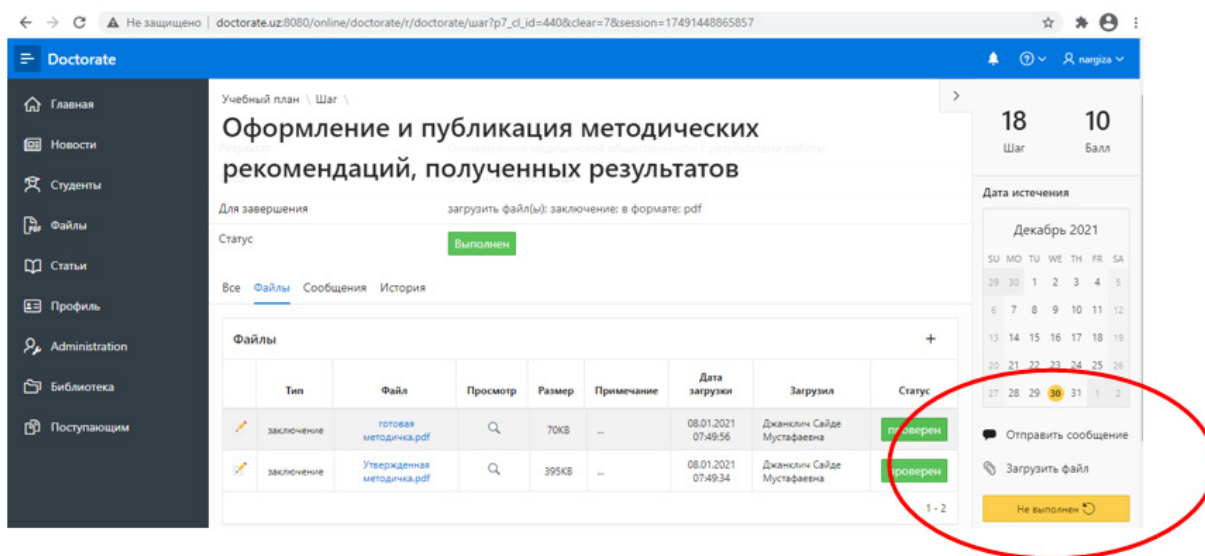 Не защищено doctorate.uz:8080/online/doctorate/r/doctorate/шаг?p7_cl_id=440&clear=7&session=17491448865857
Doctorate
nargiza
Главная
Новости
Студенты
Файлы
Статьи
Профиль
Administration
Библиотека
Поступающим
Учебный план \ Шаг \
Оформление и публикация методических
рекомендаций, полученных результатов
Результат Ознакомление медицинской общественности с результатами работы
Для завершения загрузить файл(ы): заключение: в формате: pdf
Статус Выполнен
Все Файлы Сообщения История
Файлы +
Тип Файл Просмотр Размер Примечание Дата загрузки Загрузил Статус
заключение готовая методичка.pdf 70KB ... 08.01.2021 07:49:56 Джанклич Сайде Мустафаевна проверен
заключение Утвержденная методичка.pdf 395KB ... 08.01.2021 07:49:34 Джанклич Сайде Мустафаевна проверен
1 - 2
18 10
Шаг Балл
Дата истечения
Декабрь 2021
SU MO TU WE TH FR SA
29 30 1 2 3 4 5
6 7 8 9 10 11 12
13 14 15 16 17 18 19
20 21 22 23 24 25 26
27 28 29 30 31 1 2
Отправить сообщение
Загрузить файл
Не выполнен